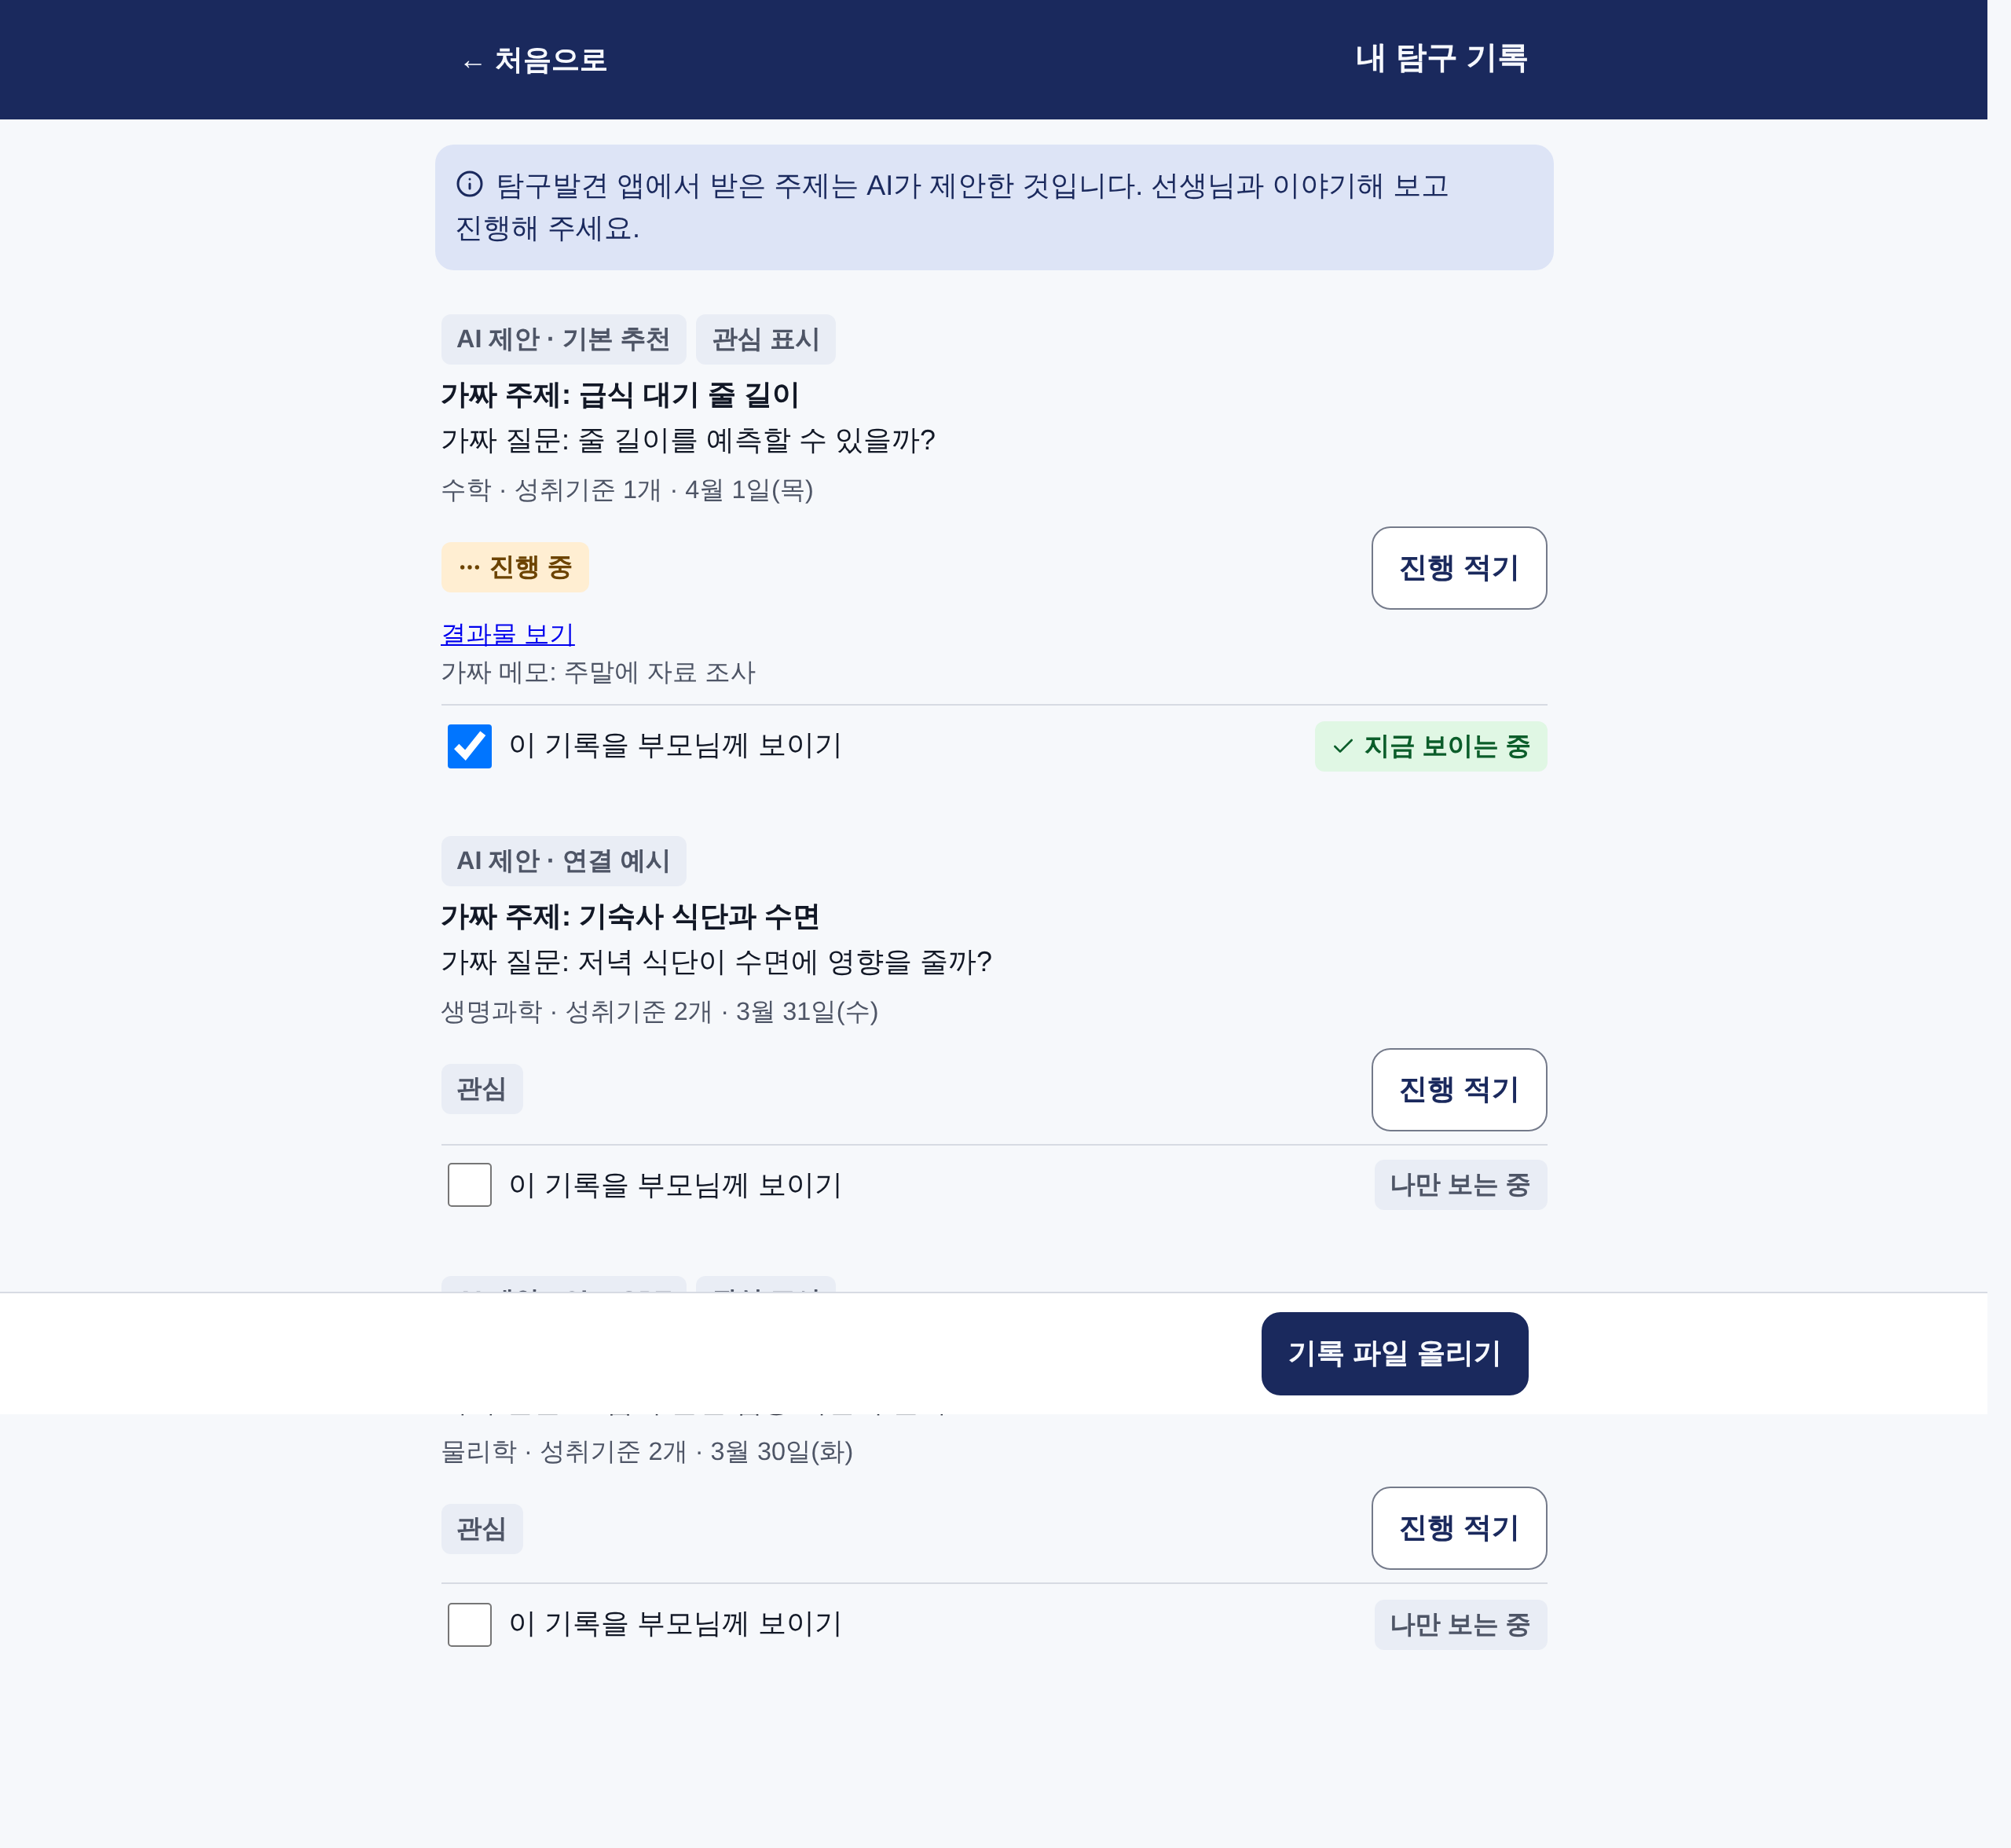 ← 처음으로
내 탐구 기록
탐구발견 앱에서 받은 주제는 AI가 제안한 것입니다. 선생님과 이야기해 보고
진행해 주세요.
AI 제안 · 기본 추천 관심 표시
가짜 주제: 급식 대기 줄 길이
가짜 질문: 줄 길이를 예측할 수 있을까?
수학 · 성취기준 1개 · 4월 1일(목)
··· 진행 중
진행 적기
결과물 보기
가짜 메모: 주말에 자료 조사
이 기록을 부모님께 보이기
지금 보이는 중
AI 제안 · 연결 예시
가짜 주제: 기숙사 식단과 수면
가짜 질문: 저녁 식단이 수면에 영향을 줄까?
생명과학 · 성취기준 2개 · 3월 31일(수)
관심
진행 적기
이 기록을 부모님께 보이기
나만 보는 중
기록 파일 올리기
물리학 · 성취기준 2개 · 3월 30일(화)
관심
진행 적기
이 기록을 부모님께 보이기
나만 보는 중